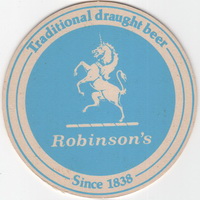 Traditional draught beer
Robinson's
Since 1838